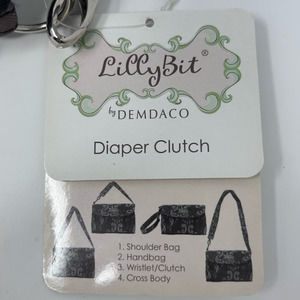 LillyBit®
by DEMDACO
Diaper Clutch
1. Shoulder Bag
2. Handbag
3. Wristlet/Clutch
4. Cross Body